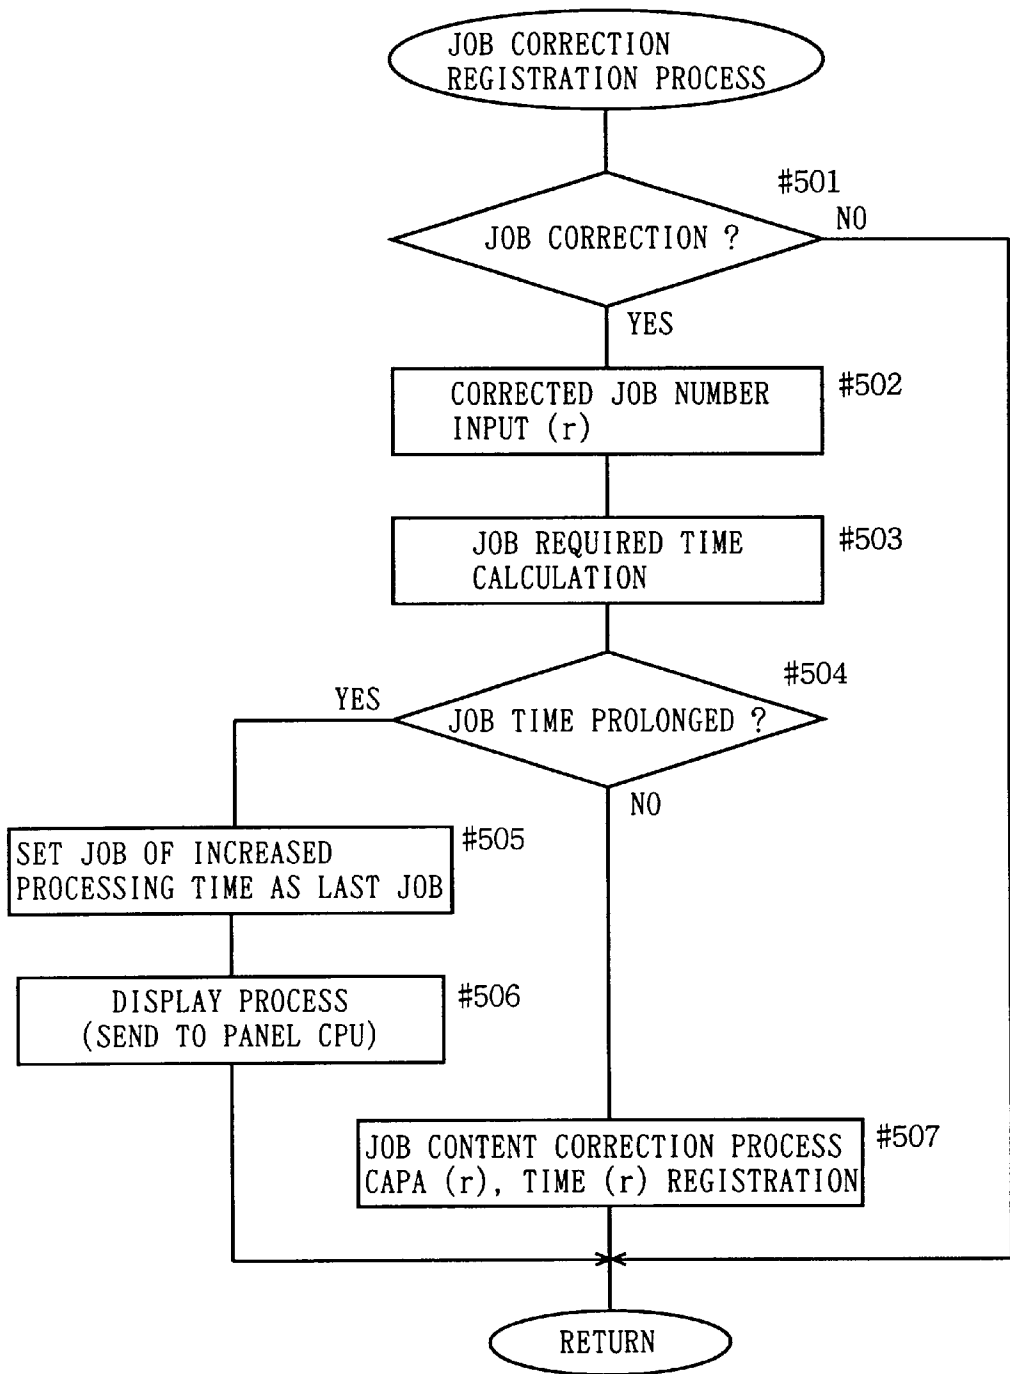 JOB CORRECTION
REGISTRATION PROCESS
#501
JOB CORRECTION ?
NO
YES
CORRECTED JOB NUMBER
INPUT (r)
#502
JOB REQUIRED TIME
CALCULATION
#503
#504
YES
JOB TIME PROLONGED ?
NO
SET JOB OF INCREASED
PROCESSING TIME AS LAST JOB
#505
DISPLAY PROCESS
(SEND TO PANEL CPU)
#506
JOB CONTENT CORRECTION PROCESS
CAPA (r), TIME (r) REGISTRATION
#507
RETURN